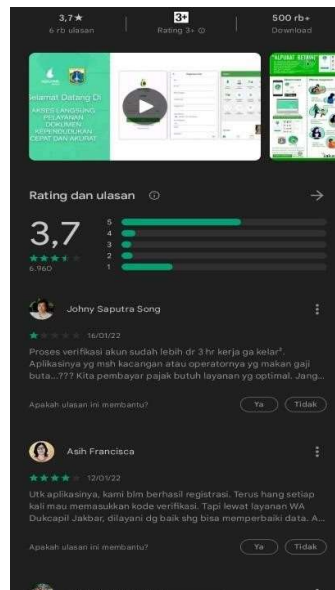 3,7★
6 rb ulasan
3+
Rating 3+
500 rb+
Download
Selamat Datang Di
AKSES LANGSUNG
PELAYANAN
DOKUMEN
KEPENDUDUKAN
CEPAT DAN AKURAT
Rating dan ulasan
3,7
5
4
3
2
1
6.960
Johny Saputra Song
16/01/22
Proses verifikasi akun sudah lebih dr 3 hr kerja ga kelar².
Aplikasinya yg msh kacangan atau operatornya yg makan gaji
buta...??? Kita pembayar pajak butuh layanan yg optimal. Jang...
Apakah ulasan ini membantu?
Ya
Tidak
Asih Francisca
12/01/22
Utk aplikasinya, kami blm berhasil registrasi. Terus hang setiap
kali mau memasukkan kode verifikasi. Tapi lewat layanan WA
Dukcapil Jakbar, dilayani dg baik shg bisa memperbaiki data. A...
Apakah ulasan ini membantu?
Ya
Tidak